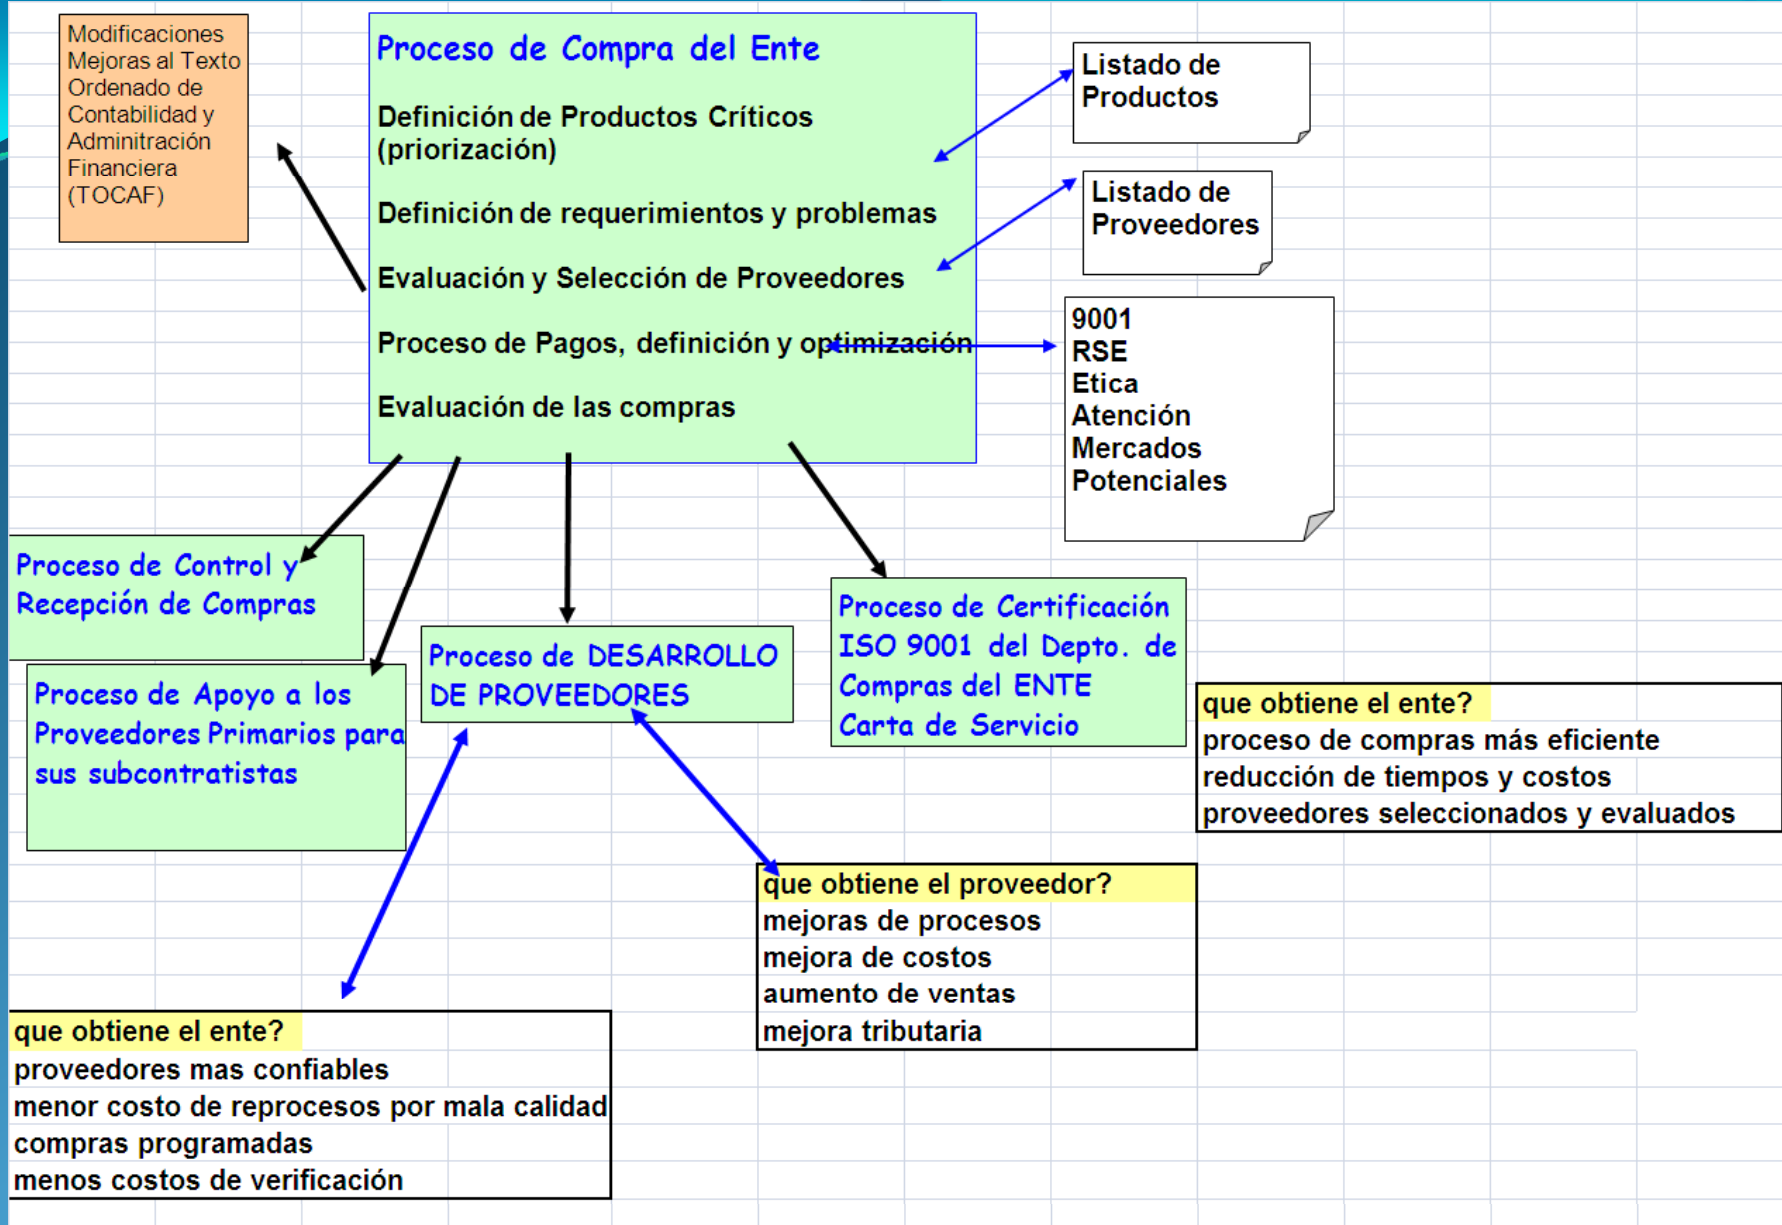 Modificaciones
Mejoras al Texto
Ordenado de
Contabilidad y
Adminitración
Financiera
(TOCAF)
Proceso de Compra del Ente
Definición de Productos Críticos
(priorización)
Definición de requerimientos y problemas
Evaluación y Selección de Proveedores
Proceso de Pagos, definición y optimización
Evaluación de las compras
Listado de
Productos
Listado de
Proveedores
9001
RSE
Etica
Atención
Mercados
Potenciales
Proceso de Control y
Recepción de Compras
Proceso de Apoyo a los
Proveedores Primarios para
sus subcontratistas
Proceso de DESARROLLO
DE PROVEEDORES
Proceso de Certificación
ISO 9001 del Depto. de
Compras del ENTE
Carta de Servicio
que obtiene el ente?
proceso de compras más eficiente
reducción de tiempos y costos
proveedores seleccionados y evaluados
que obtiene el proveedor?
mejoras de procesos
mejora de costos
aumento de ventas
mejora tributaria
que obtiene el ente?
proveedores mas confiables
menor costo de reprocesos por mala calidad
compras programadas
menos costos de verificación